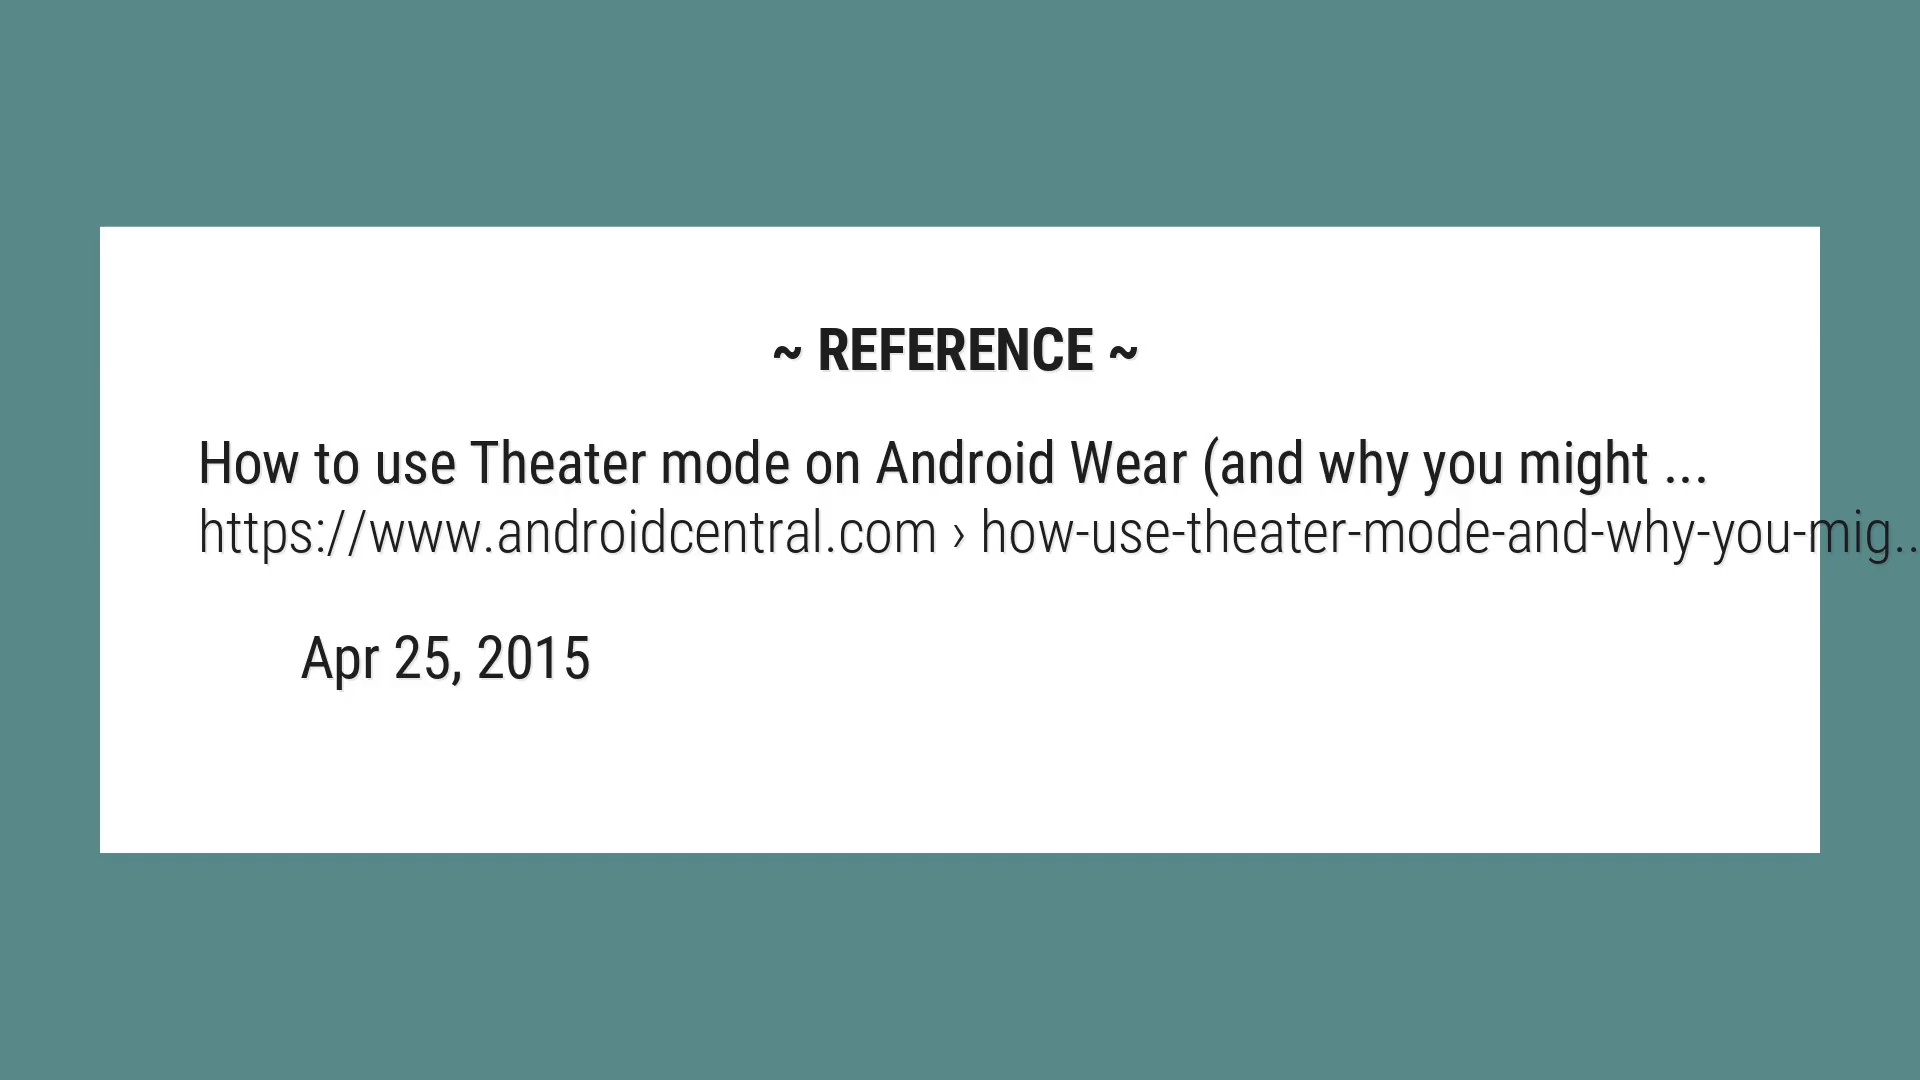 ~ REFERENCE ~
How to use Theater mode on Android Wear (and why you might ...
https://www.androidcentral.com › how-use-theater-mode-and-why-you-mig..
Apr 25, 2015